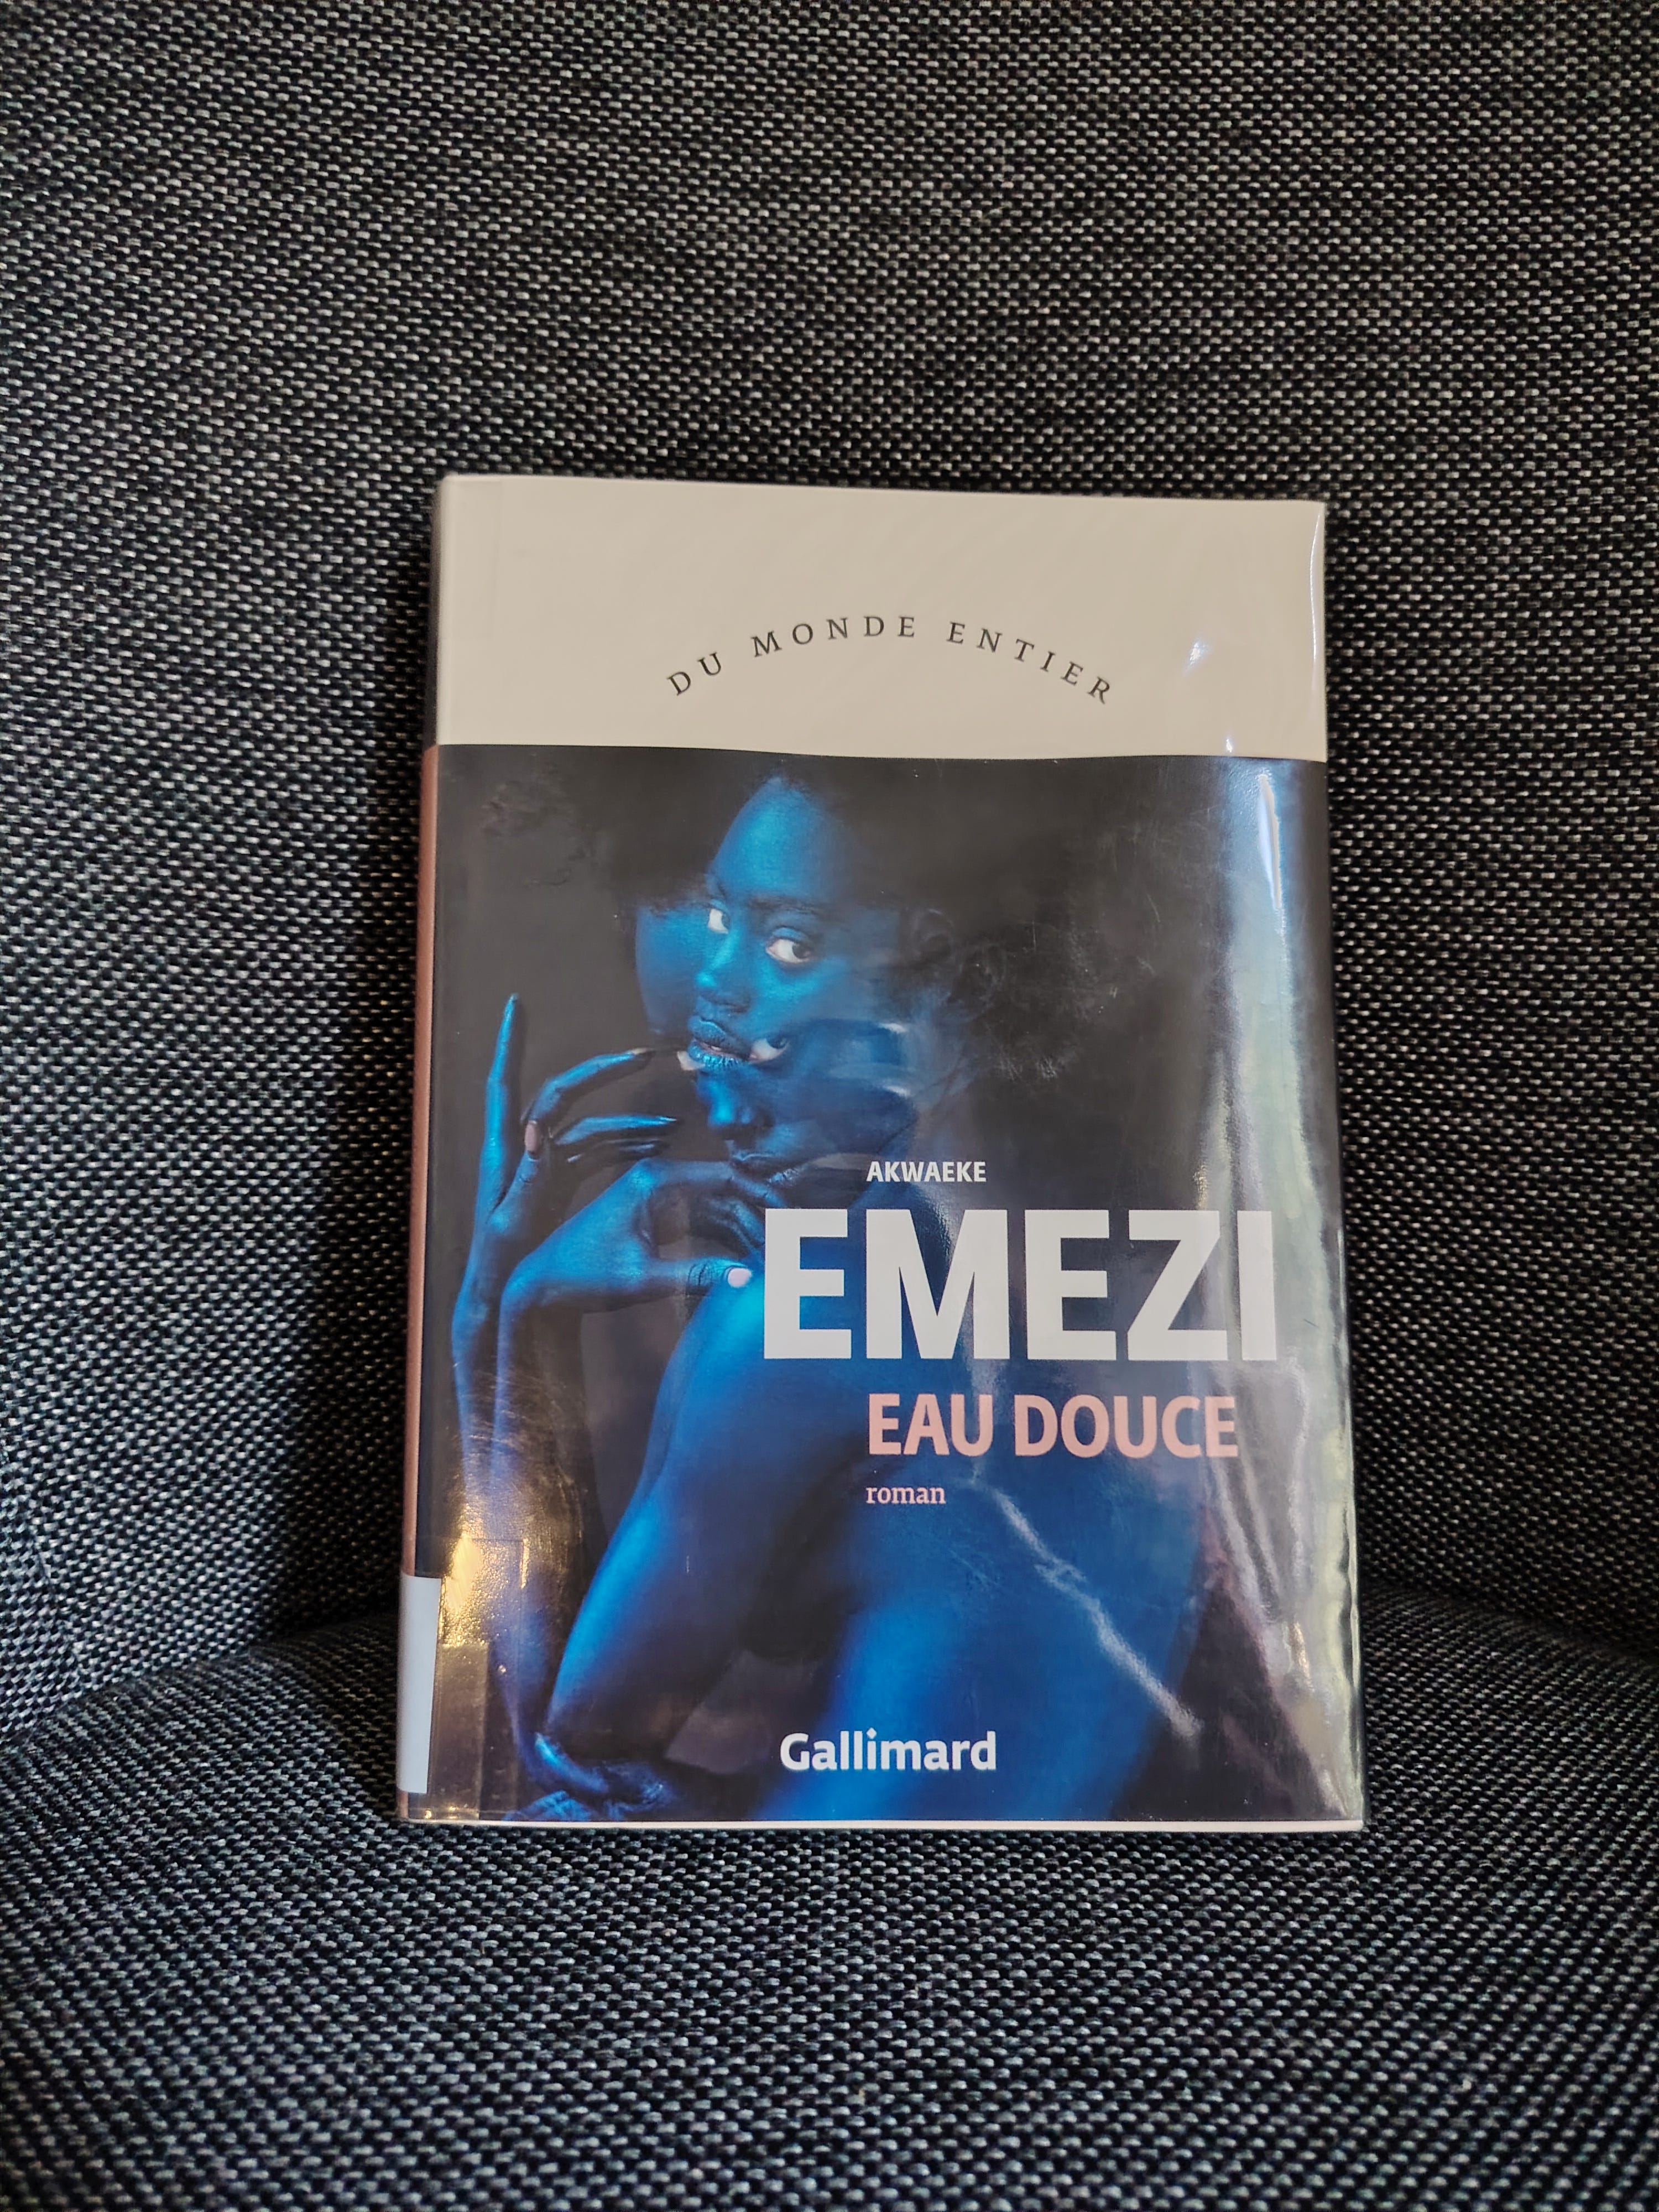 DU MONDE ENTIER
AKWAEKE
EMEZI
EAU DOUCE
roman
Gallimard